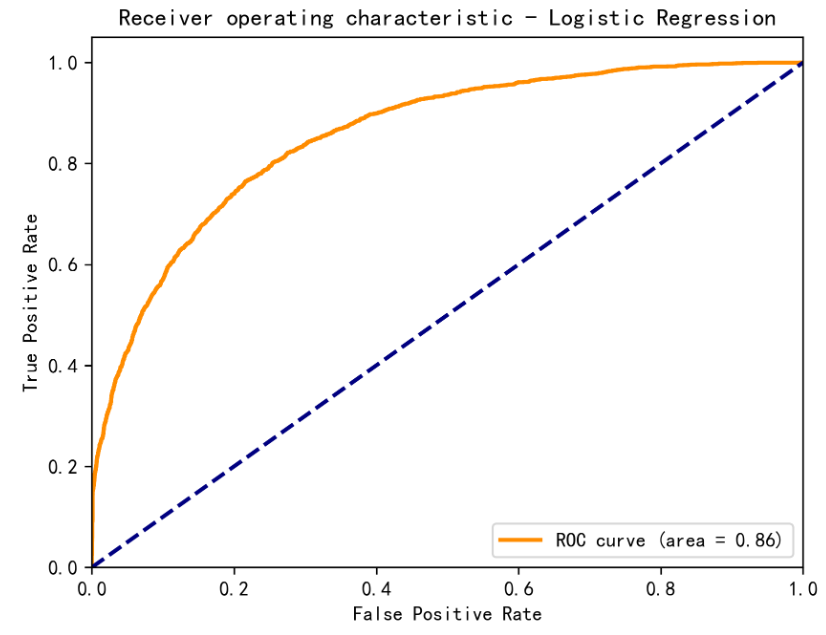 Receiver operating characteristic - Logistic Regression
True Positive Rate
1.0
0.8
0.6
0.4
0.2
0.0
ROC curve (area = 0.86)
0.0 0.2 0.4 0.6 0.8 1.0
False Positive Rate